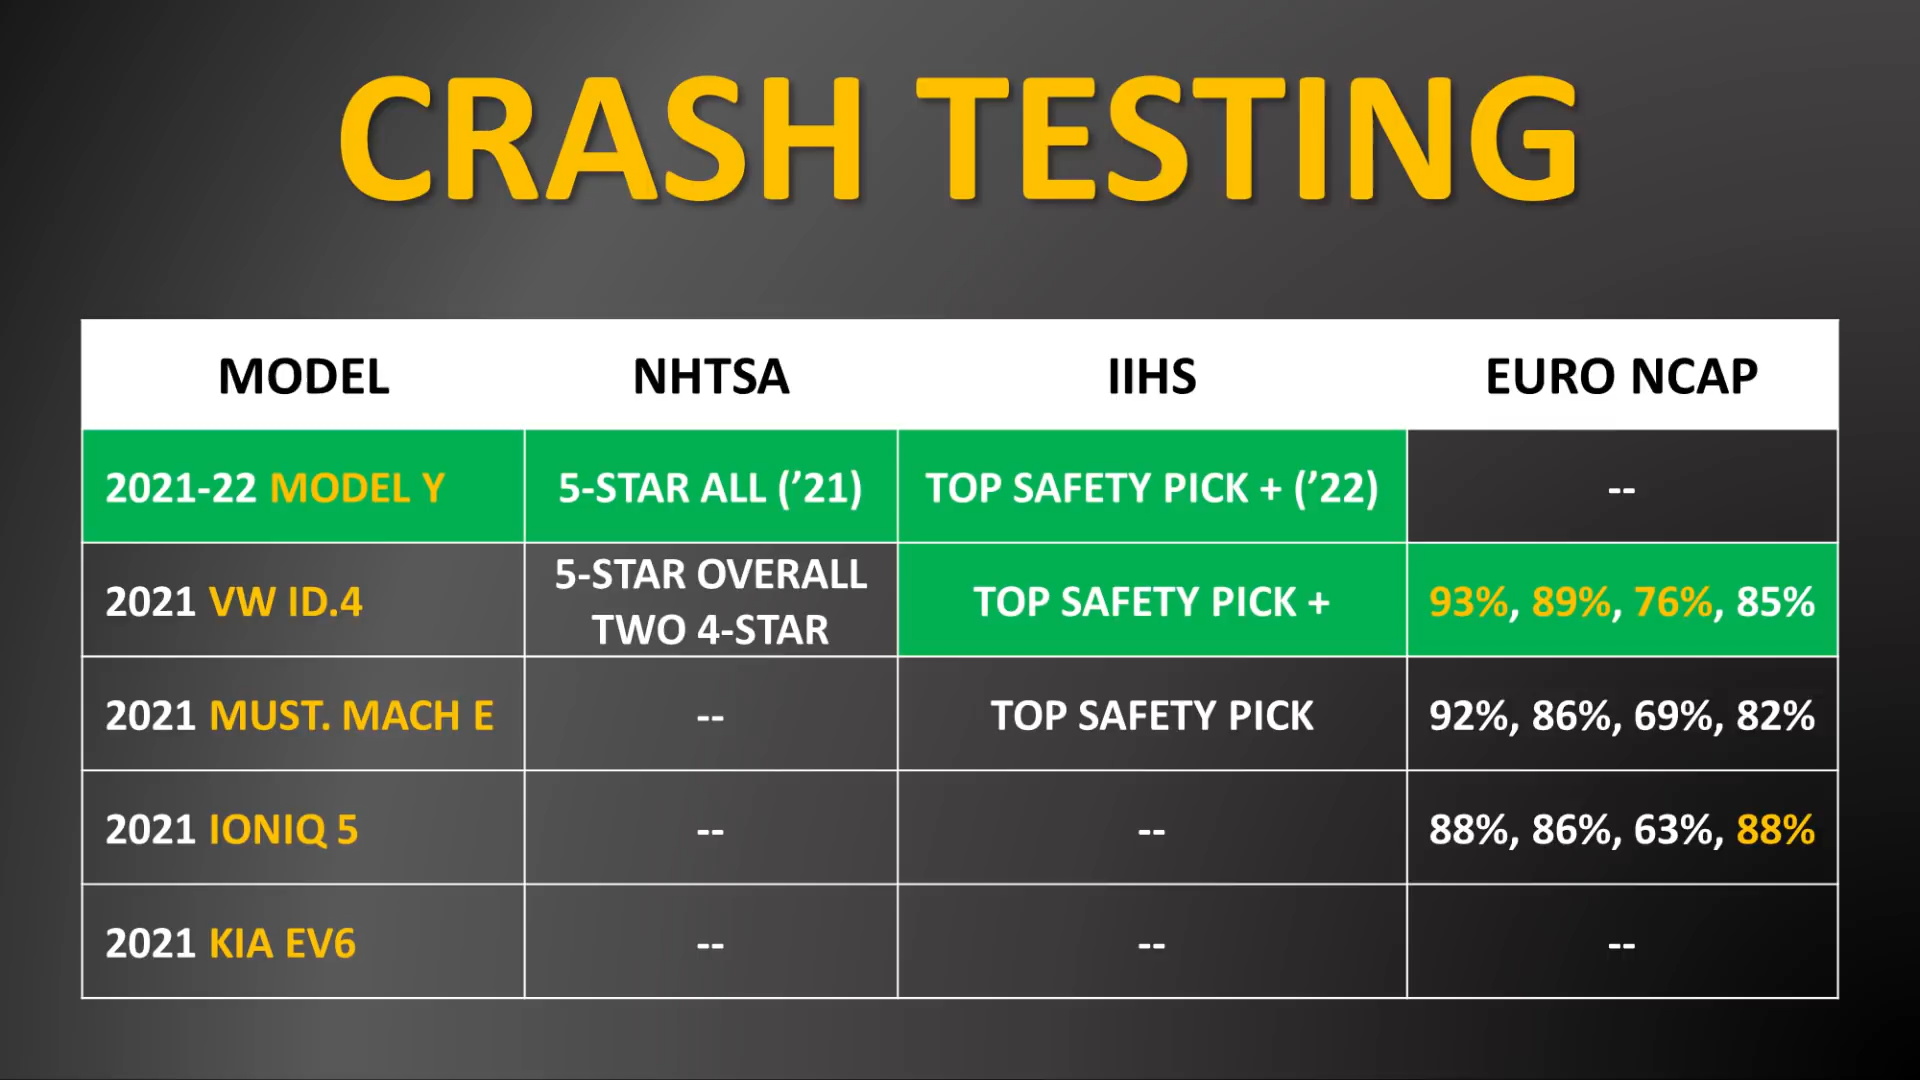 CRASH TESTING
MODEL NHTSA IIHS EURO NCAP
2021-22 MODEL Y 5-STAR ALL (’21) TOP SAFETY PICK + (’22) --
2021 VW ID.4 5-STAR OVERALL TWO 4-STAR TOP SAFETY PICK + 93%, 89%, 76%, 85%
2021 MUST. MACH E -- TOP SAFETY PICK 92%, 86%, 69%, 82%
2021 IONIQ 5 -- -- 88%, 86%, 63%, 88%
2021 KIA EV6 -- -- --